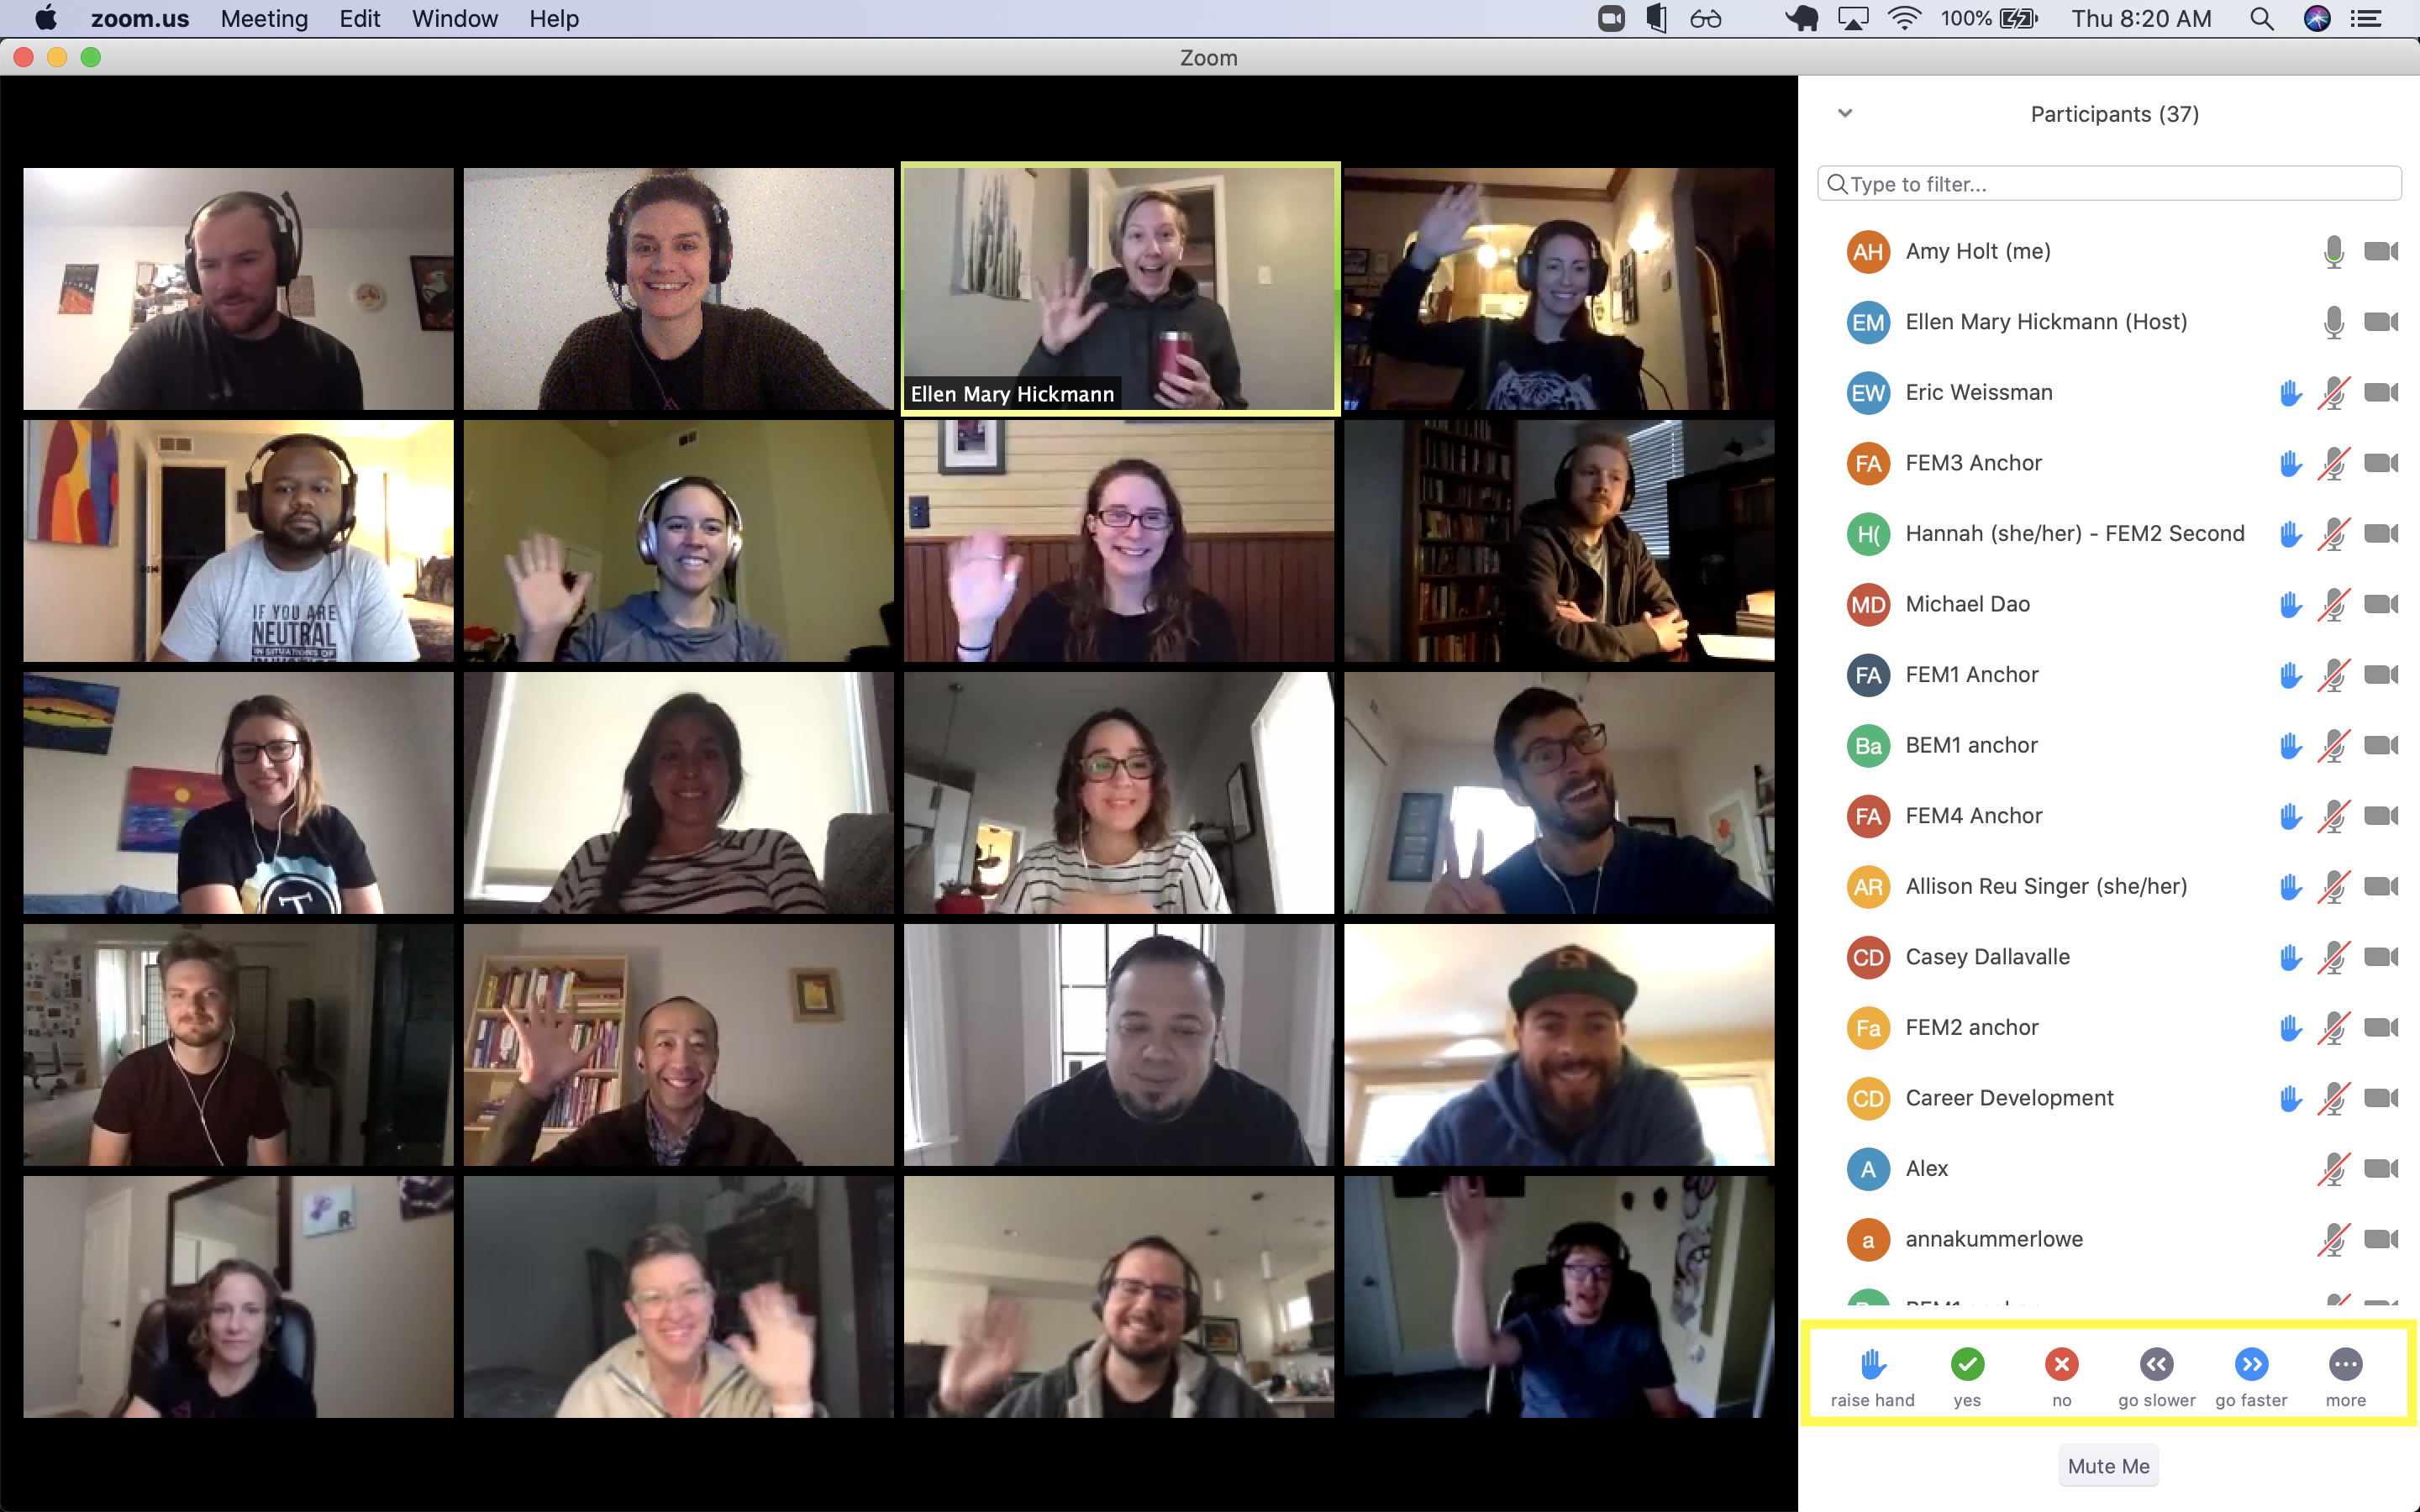 zoom.us Meeting Edit Window Help 100% Thu 8:20 AM
Zoom
Participants (37)
Type to filter...
AH Amy Holt (me)
EM Ellen Mary Hickmann (Host)
EW Eric Weissman
FA FEM3 Anchor
H( Hannah (she/her) - FEM2 Second
MD Michael Dao
FA FEM1 Anchor
Ba BEM1 anchor
FA FEM4 Anchor
AR Allison Reu Singer (she/her)
CD Casey Dallavalle
Fa FEM2 anchor
CD Career Development
A Alex
a annakummerlowe
raise hand yes no go slower go faster more
Mute Me
Ellen Mary Hickmann
IF YOU ARE
NEUTRAL
IN SITUATIONS OF
T
R